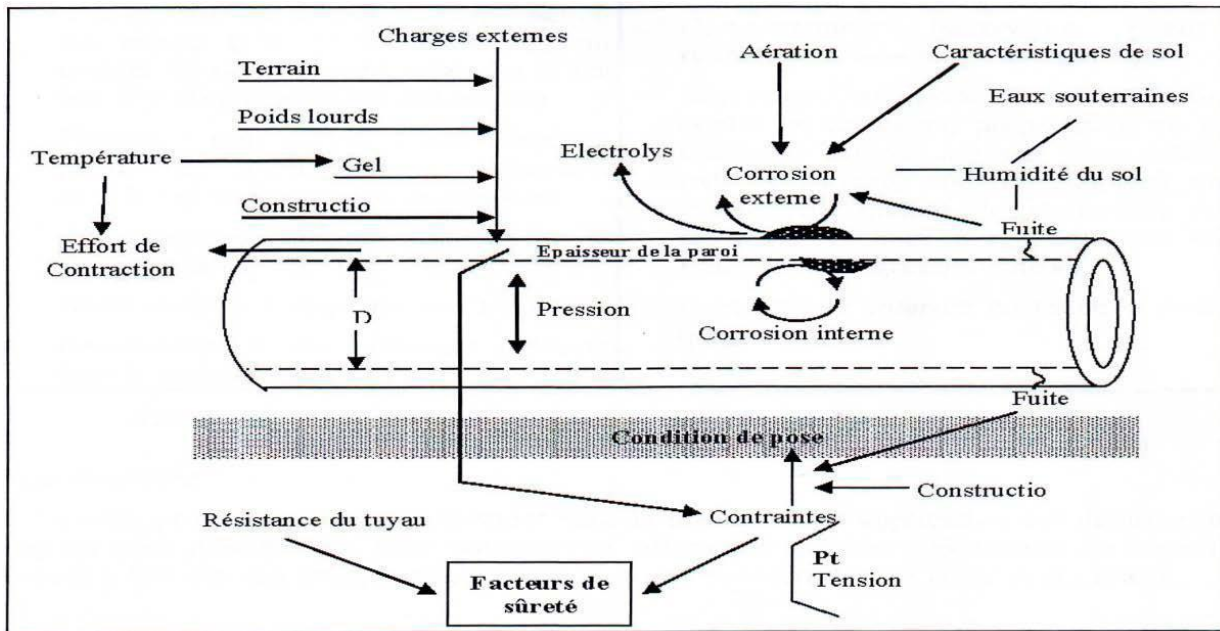 Charges externes
Aération
Caractéristiques de sol
Terrain
Eaux souterraines
Poids lourds
Electrolys
Température
Gel
Corrosion
externe
Humidité du sol
Constructio
Fuite
Effort de
Contraction
Epaisseur de la paroi
D
Pression
Corrosion interne
Fuite
Condition de pose
Constructio
Résistance du tuyau
Contraintes
Pt
Tension
Facteurs de
sûreté